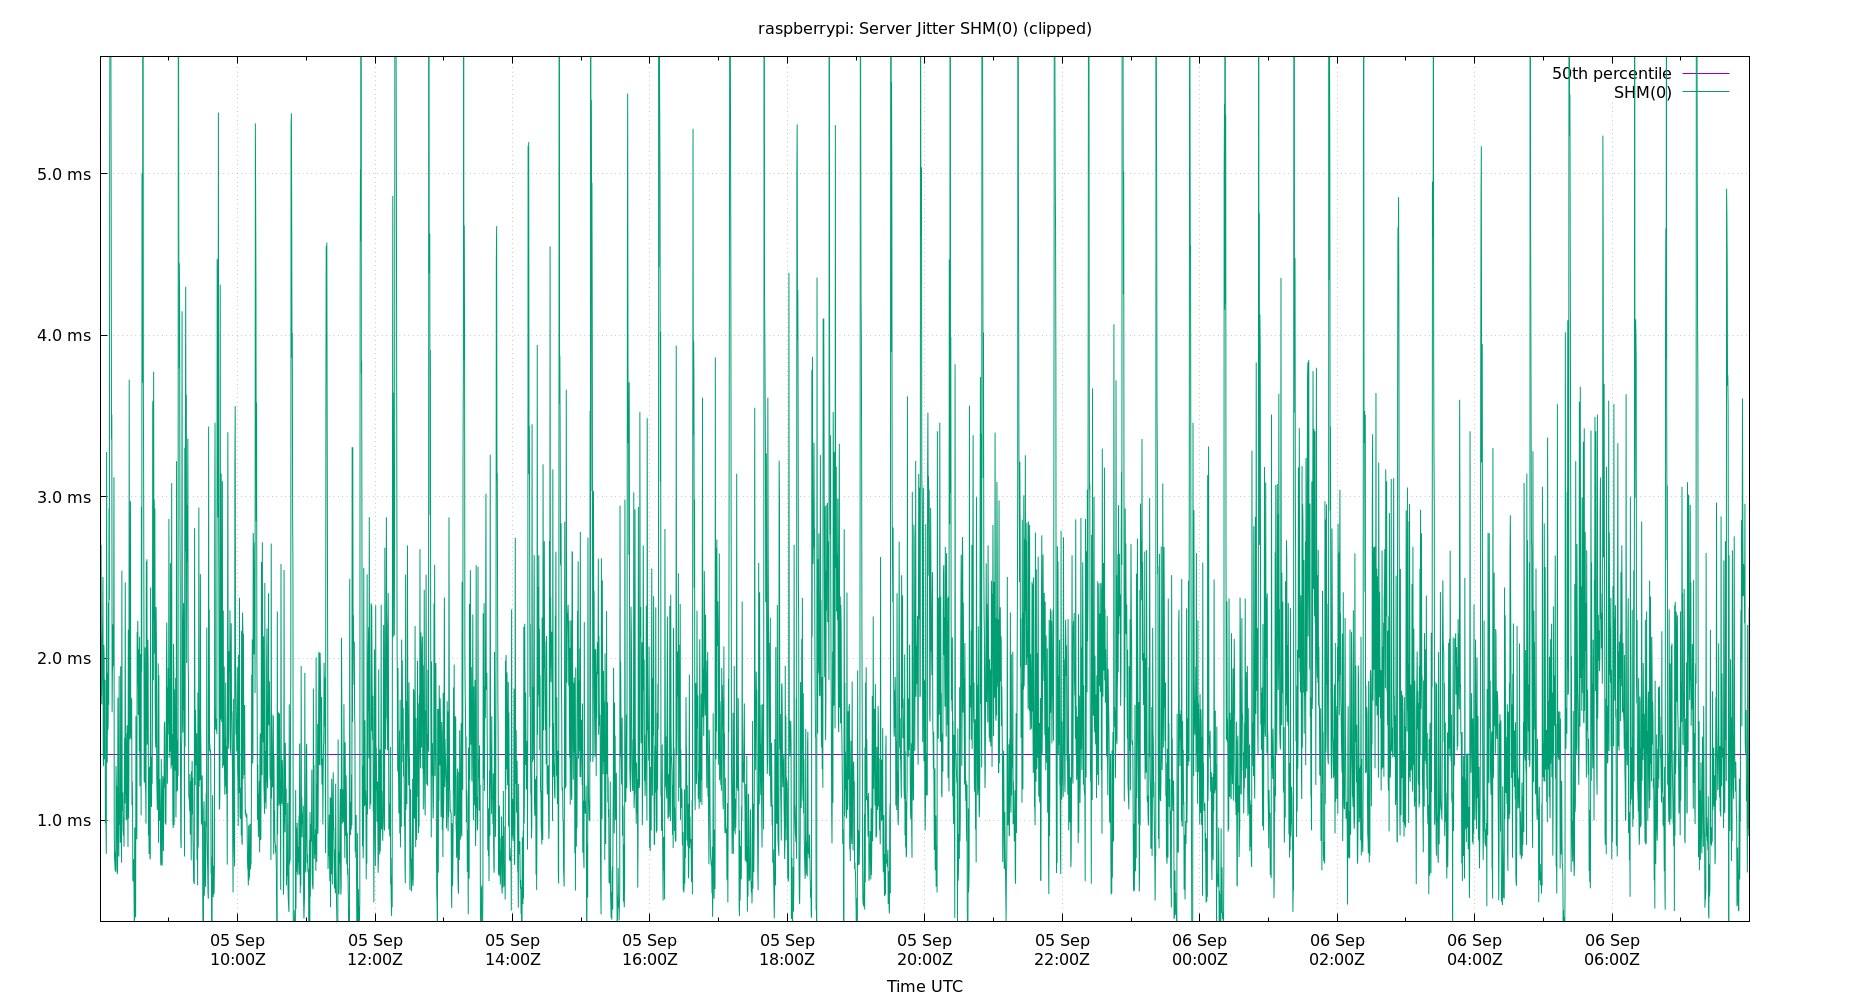 raspberrypi: Server Jitter SHM(0) (clipped)
50th percentile
SHM(0)
5.0 ms
4.0 ms
3.0 ms
2.0 ms
1.0 ms
05 Sep 05 Sep 05 Sep 05 Sep 05 Sep 05 Sep 05 Sep 06 Sep 06 Sep 06 Sep 06 Sep
10:00Z 12:00Z 14:00Z 16:00Z 18:00Z 20:00Z 22:00Z 00:00Z 02:00Z 04:00Z 06:00Z
Time UTC